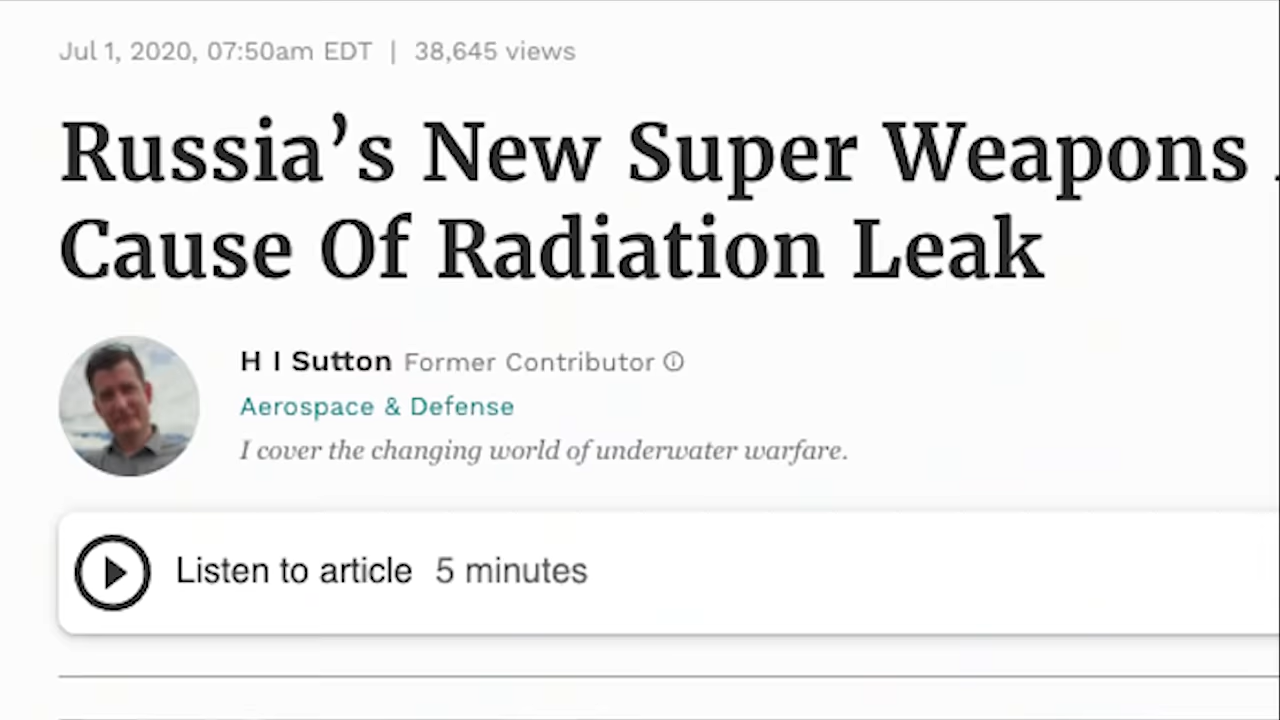 Jul 1, 2020, 07:50am EDT | 38,645 views
Russia’s New Super Weapons
Cause Of Radiation Leak
H I Sutton Former Contributor
Aerospace & Defense
I cover the changing world of underwater warfare.
Listen to article 5 minutes